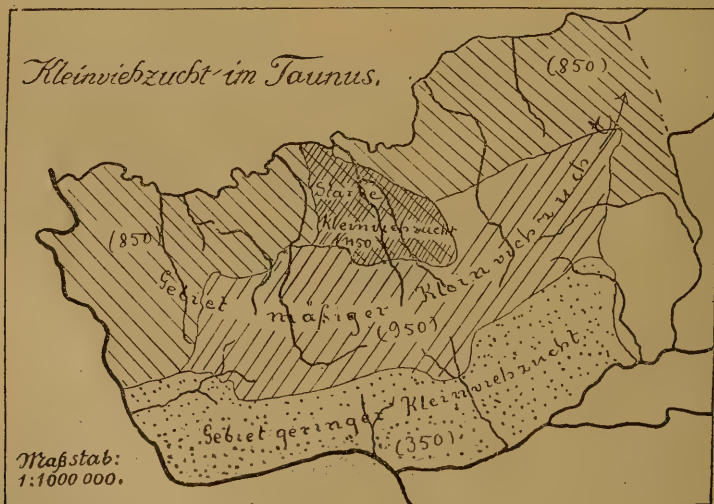 Kleinviehzucht im Taunus.
(850)
Starke
Kleinviehzucht
(1150)
(850)
Gebiet mäßiger Kleinviehzucht
(950)
Gebiet geringer Kleinviehzucht
(350)
Maßstab:
1:1000 000.